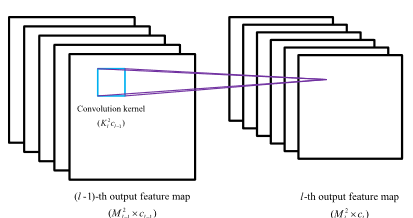 Convolution kernel
(K_l^2 c_{l-1})
(l-1)-th output feature map
(M_{l-1}^2 × c_{l-1})
l-th output feature map
(M_l^2 × c_l)